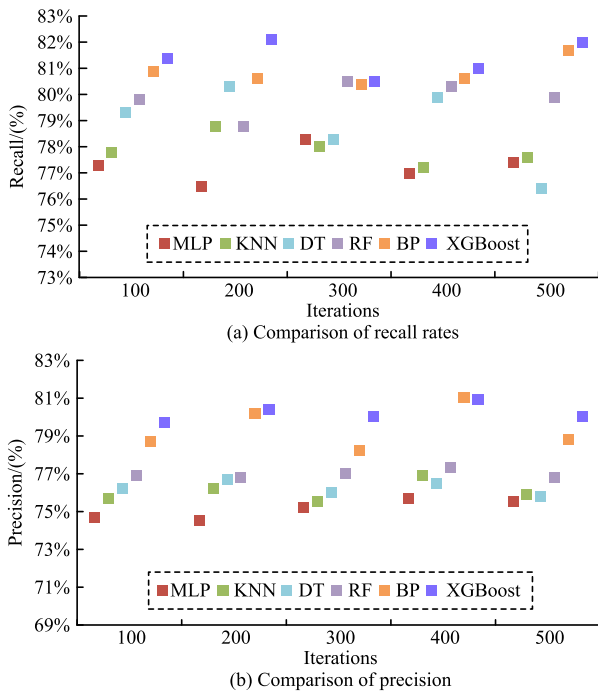 83%
82%
81%
80%
79%
78%
77%
76%
75%
74%
73%
Recall/(%)
MLP KNN DT RF BP XGBoost
100 200 300 400 500
Iterations
(a) Comparison of recall rates
83%
81%
79%
77%
75%
73%
71%
69%
Precision/(%)
MLP KNN DT RF BP XGBoost
100 200 300 400 500
Iterations
(b) Comparison of precision